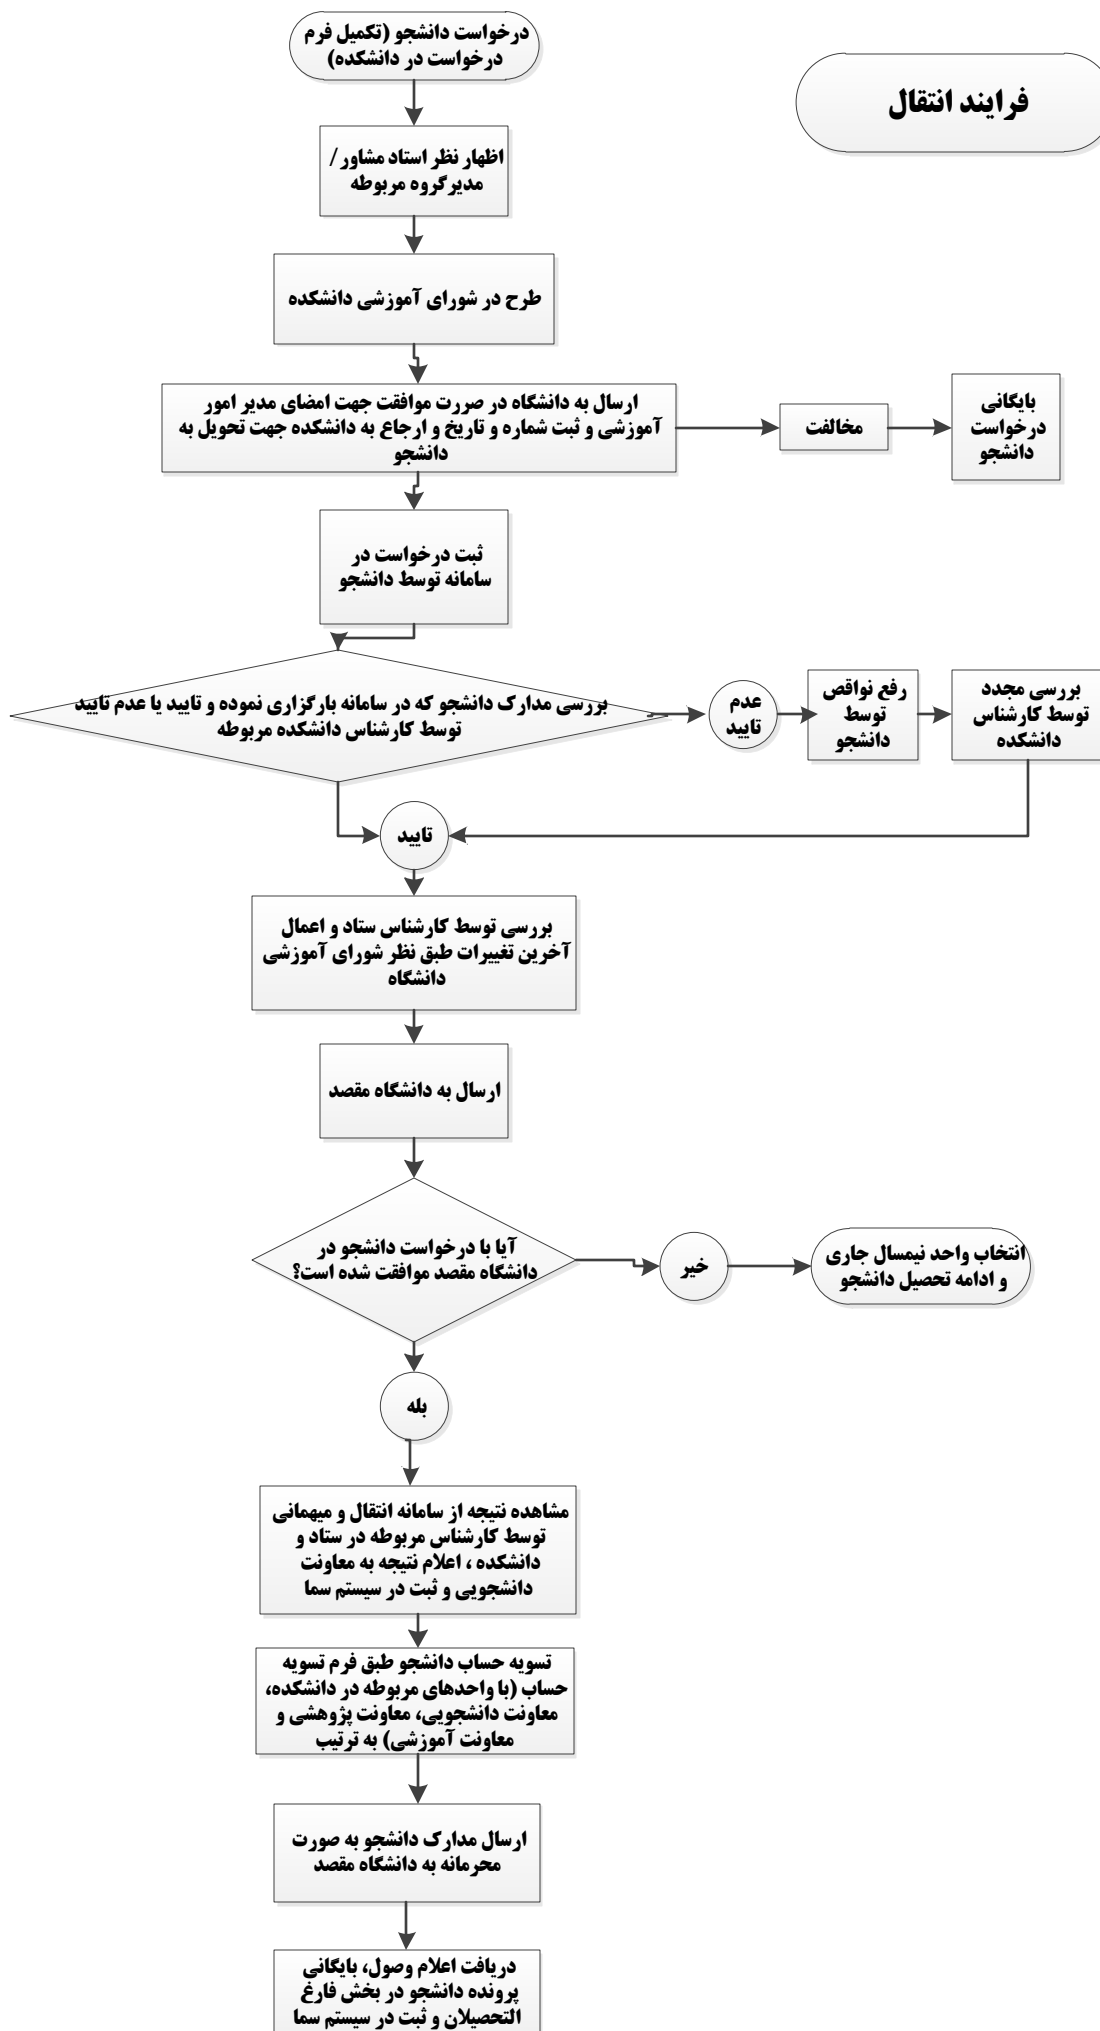 درخواست دانشجو (تکمیل فرم
درخواست در دانشکده)
فرایند انتقال
اظهار نظر استاد مشاور /
مدیرگروه مربوطه
طرح در شورای آموزشی دانشکده
ارسال به دانشگاه در صررت موافقت جهت امضای مدیر امور
آموزشی و ثبت شماره و تاریخ و ارجاع به دانشکده جهت تحویل به
دانشجو
مخالفت
بایگانی
درخواست
دانشجو
ثبت درخواست در
سامانه توسط دانشجو
بررسی مدارک دانشجو که در سامانه بارگزاری نموده و تایید یا عدم تایید
توسط کارشناس دانشکده مربوطه
عدم
تایید
رفع نواقص
توسط
دانشجو
بررسی مجدد
توسط کارشناس
دانشکده
تایید
بررسی توسط کارشناس ستاد و اعمال
آخرین تغییرات طبق نظر شورای آموزشی
دانشگاه
ارسال به دانشگاه مقصد
آیا با درخواست دانشجو در
دانشگاه مقصد موافقت شده است؟
خیر
انتخاب واحد نیمسال جاری
و ادامه تحصیل دانشجو
بله
مشاهده نتیجه از سامانه انتقال و میهمانی
توسط کارشناس مربوطه در ستاد و
دانشکده ، اعلام نتیجه به معاونت
دانشجویی و ثبت در سیستم سما
تسویه حساب دانشجو طبق فرم تسویه
حساب (با واحدهای مربوطه در دانشکده،
معاونت دانشجویی، معاونت پژوهشی و
معاونت آموزشی) به ترتیب
ارسال مدارک دانشجو به صورت
محرمانه به دانشگاه مقصد
دریافت اعلام وصول، بایگانی
پرونده دانشجو در بخش فارغ
التحصیلان و ثبت در سیستم سما